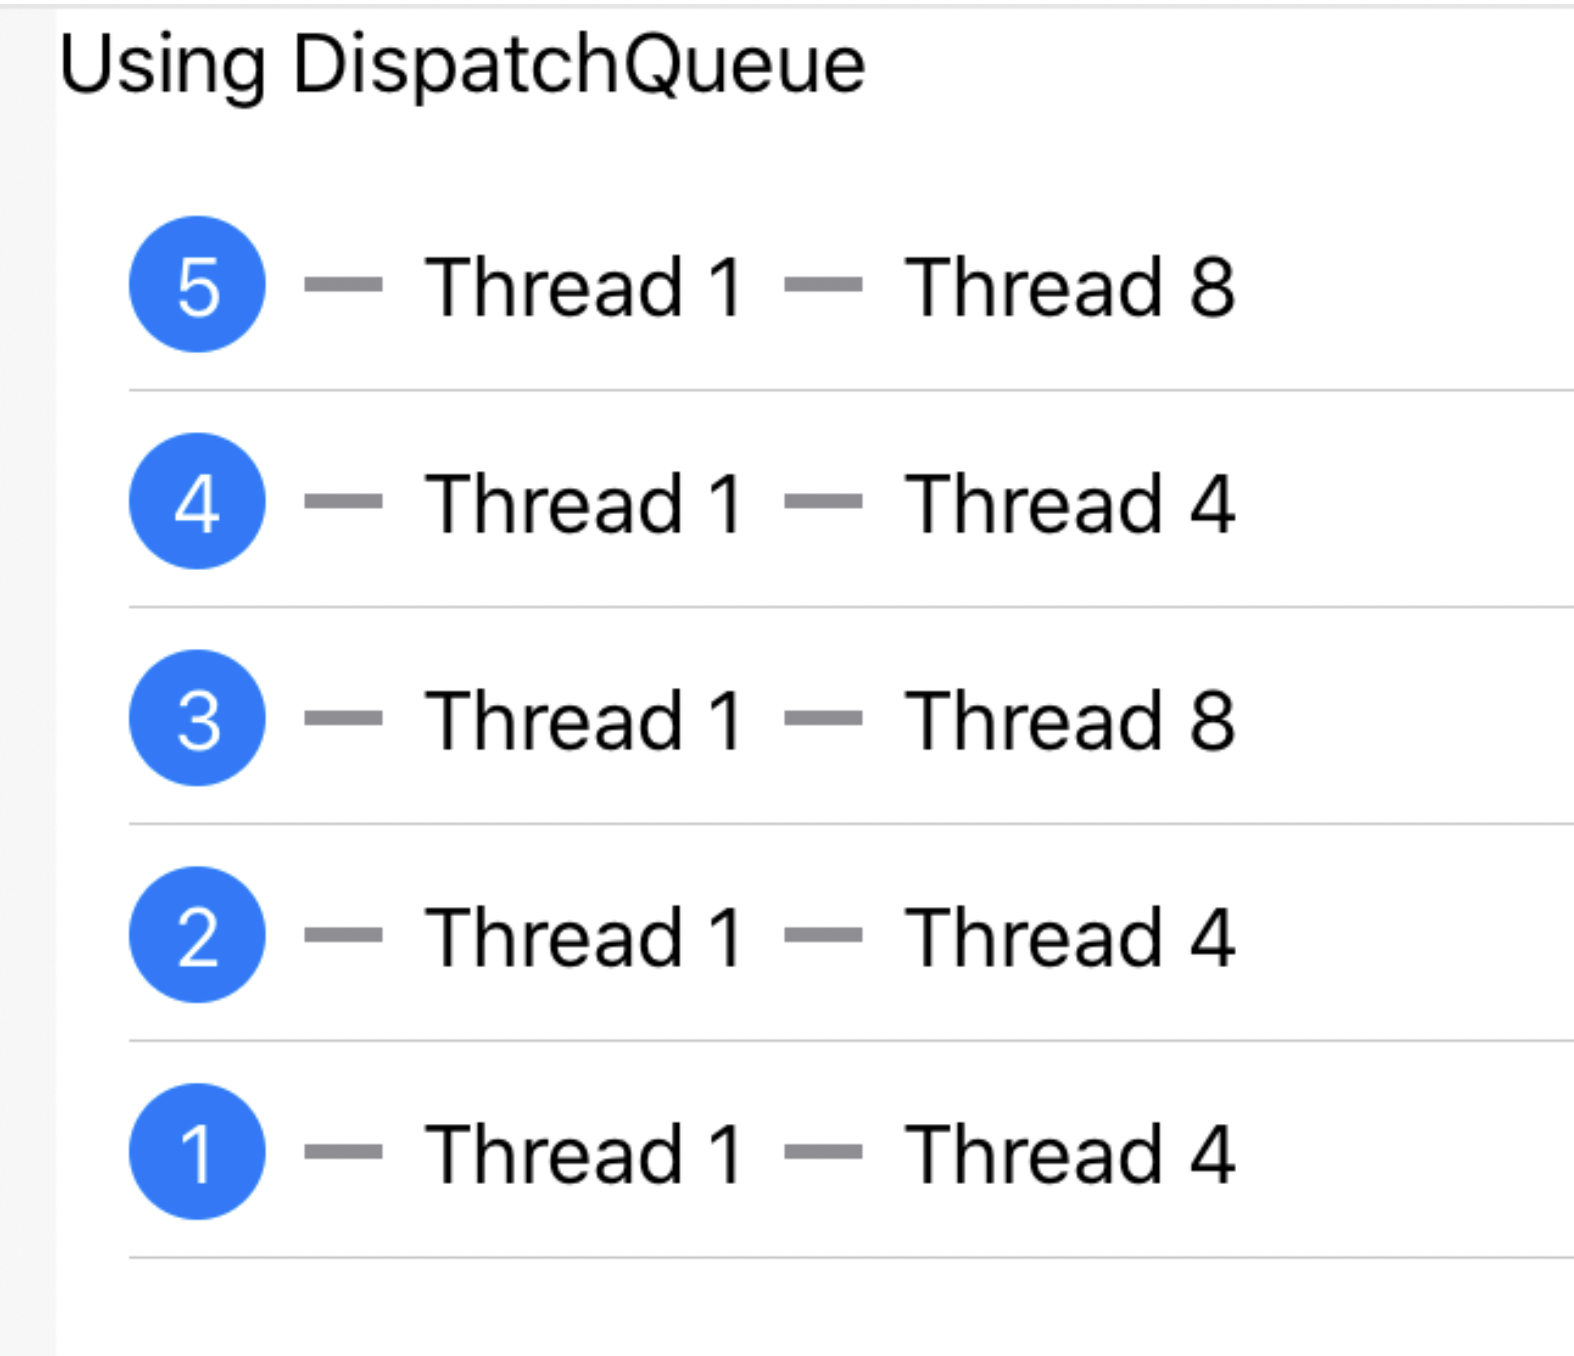 Using DispatchQueue
5 — Thread 1 — Thread 8
4 — Thread 1 — Thread 4
3 — Thread 1 — Thread 8
2 — Thread 1 — Thread 4
1 — Thread 1 — Thread 4